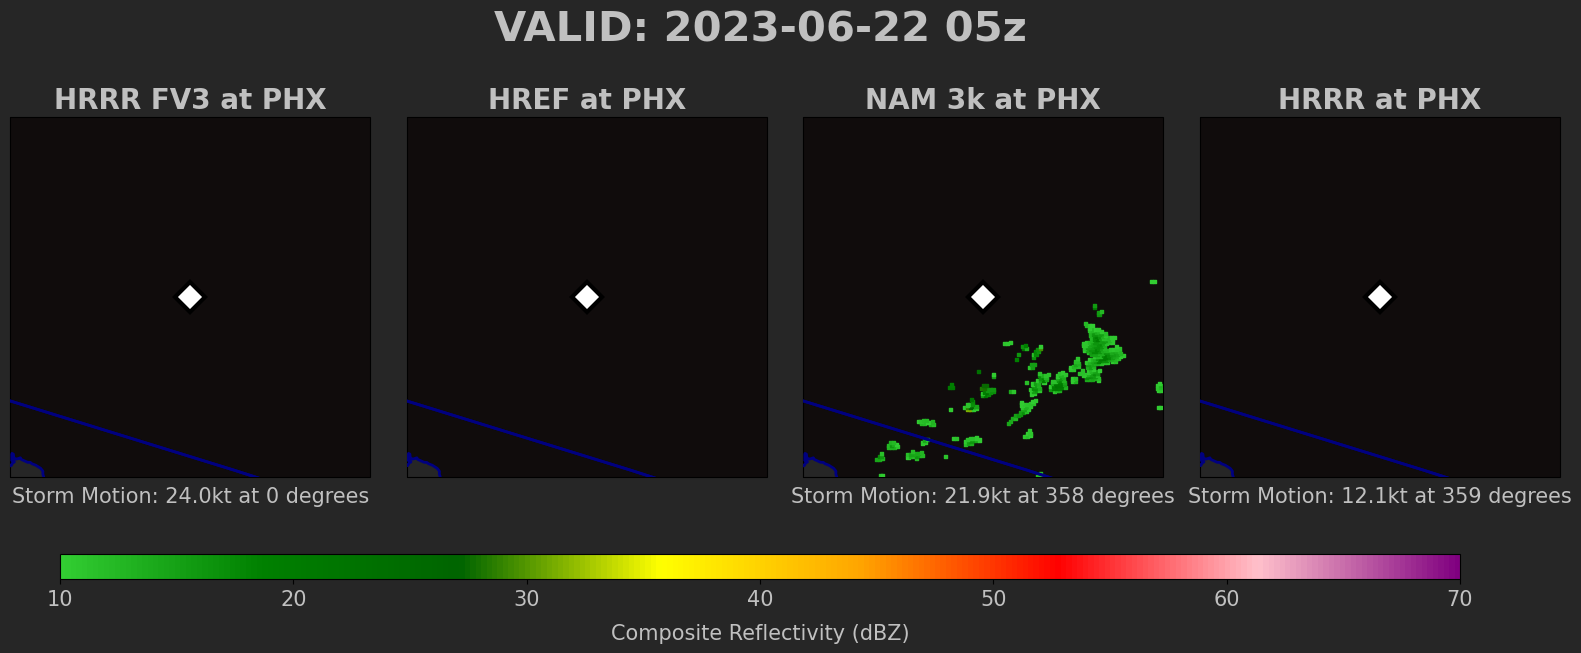 VALID: 2023-06-22 05z
HRRR FV3 at PHX
HREF at PHX
NAM 3k at PHX
HRRR at PHX
Storm Motion: 24.0kt at 0 degrees
Storm Motion: 21.9kt at 358 degrees
Storm Motion: 12.1kt at 359 degrees
10 20 30 40 50 60 70
Composite Reflectivity (dBZ)